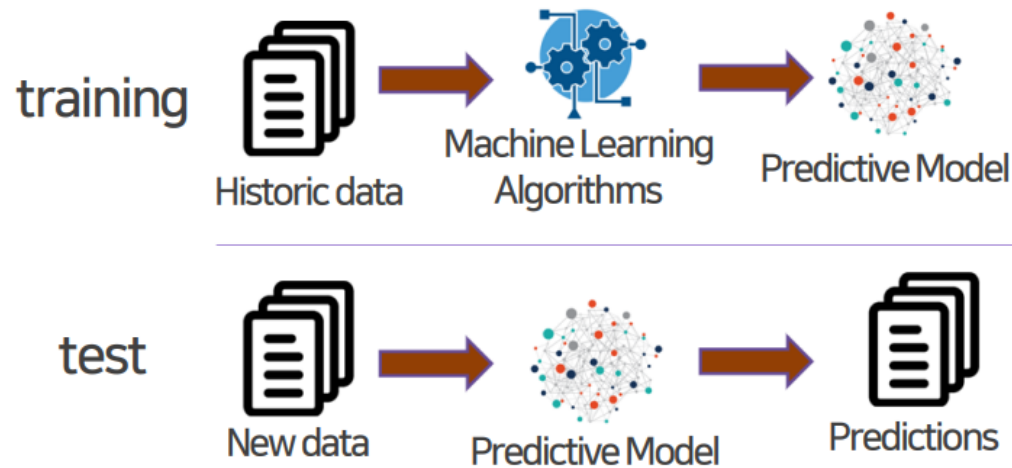 training
Historic data
Machine Learning
Algorithms
Predictive Model
test
New data
Predictive Model
Predictions